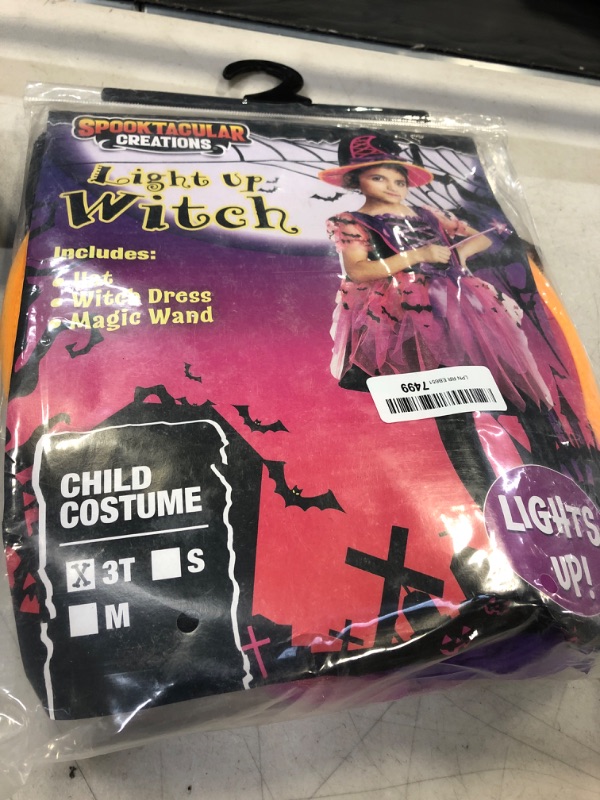 SPOOKTACULAR
CREATIONS
Light up
Witch
Includes:
• Hat
• Witch Dress
• Magic Wand
7499
CHILD
COSTUME
X 3T S
M
LIGHTS
UP!